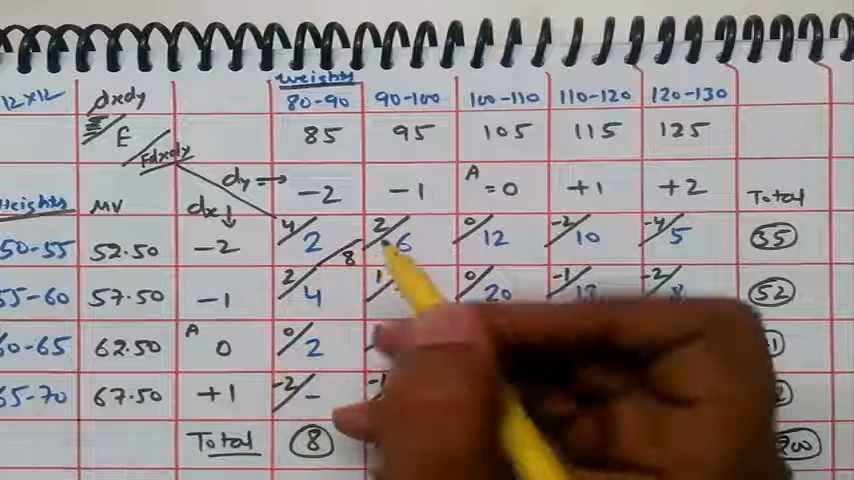 weights
12x12 dxdy 80-90 90-100 100-110 110-120 120-130
F 85 95 105 115 125
Fdxdy dy → -2 -1 A =0 +1 +2 Total
Heights MV dx ↓
50-55 52.50 -2 4/2/8 2/6 0/12 -2/10 -4/5 35
55-60 57.50 -1 2/4 1/ 0/20 -1/ -2/8 52
60-65 62.50 A 0 0/2
65-70 67.50 +1 -2/- -1/
Total 8